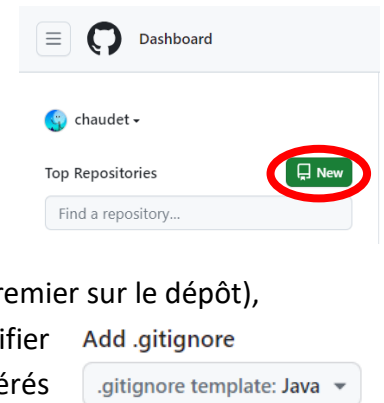 Dashboard
chaudet
Top Repositories
New
Find a repository...
remier sur le dépôt),
ifier
Add .gitignore
érés
.gitignore template: Java